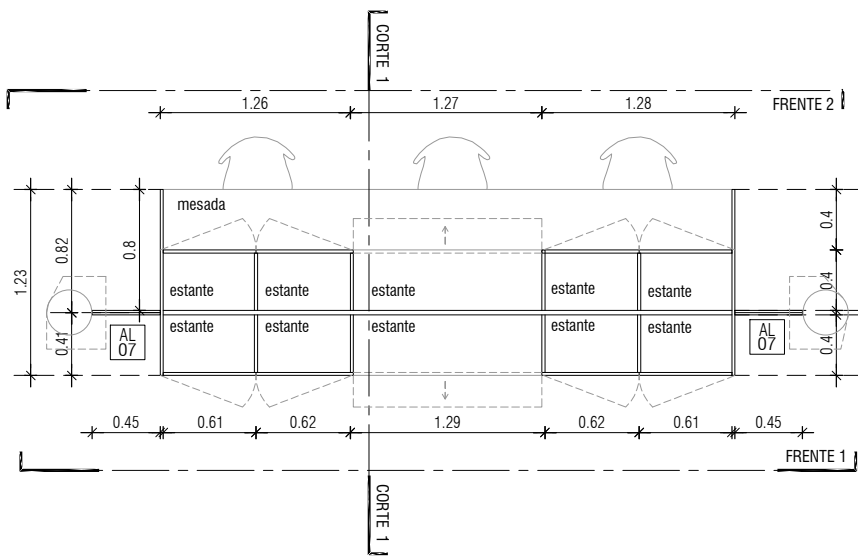 CORTE 1
FRENTE 2
1.26
1.27
1.28
mesada
1.23
0.82
0.41
0.8
0.4
0.4
0.4
estante
estante
estante
estante
estante
estante
estante
estante
estante
estante
AL
07
AL
07
0.45
0.61
0.62
1.29
0.62
0.61
0.45
FRENTE 1
CORTE 1